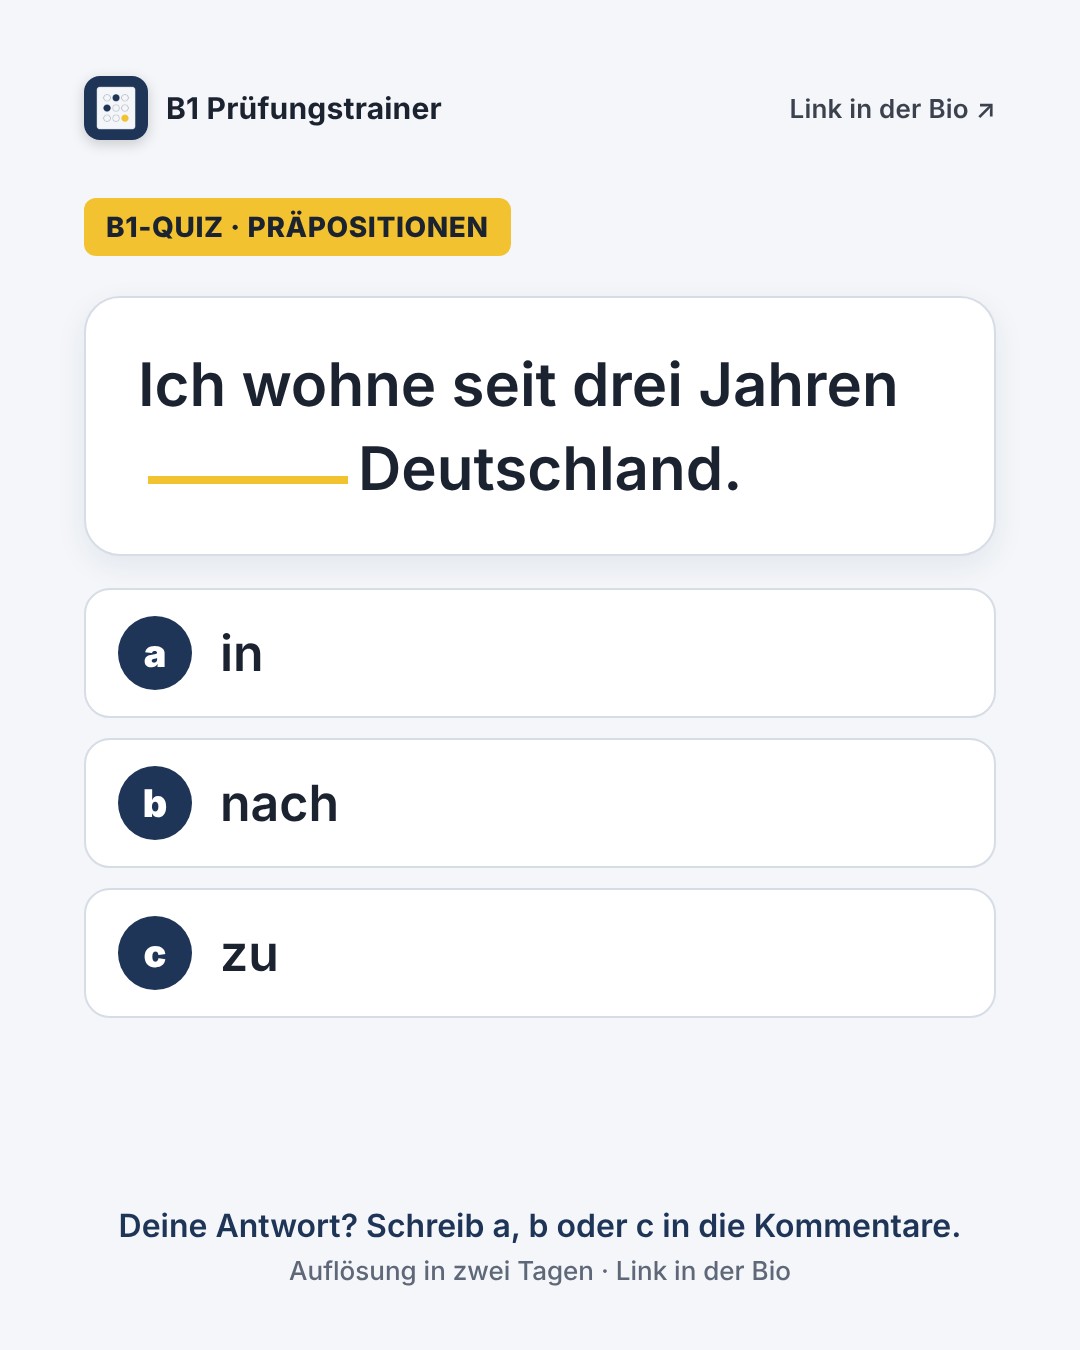 B1 Prüfungstrainer
Link in der Bio ↗
B1-QUIZ · PRÄPOSITIONEN
Ich wohne seit drei Jahren
______ Deutschland.
a in
b nach
c zu
Deine Antwort? Schreib a, b oder c in die Kommentare.
Auflösung in zwei Tagen · Link in der Bio